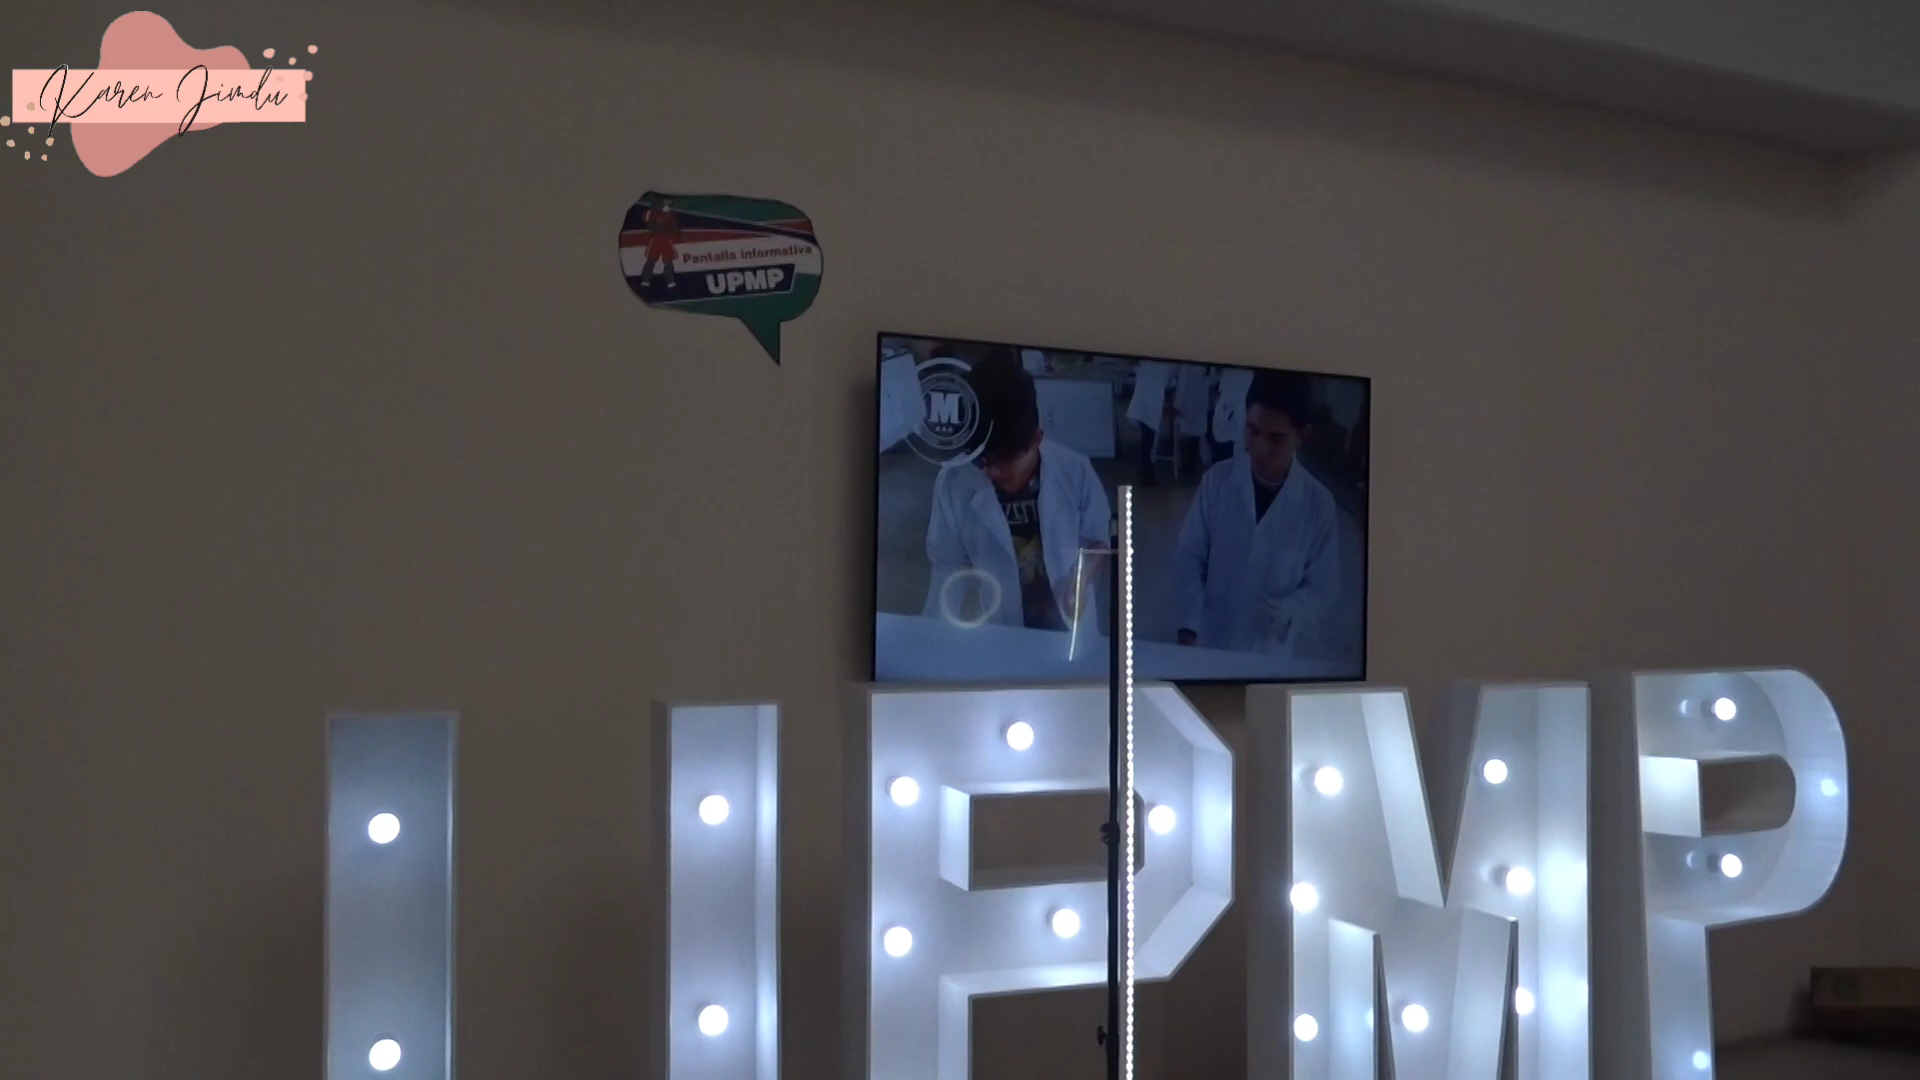 Karen Jimdu
Pantalla informativa
UPMP
M
UPMP